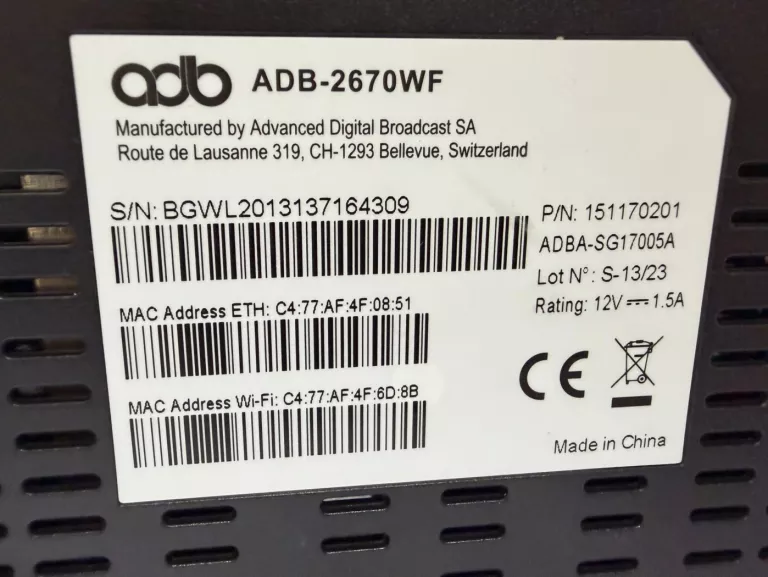 adb ADB-2670WF
Manufactured by Advanced Digital Broadcast SA
Route de Lausanne 319, CH-1293 Bellevue, Switzerland
S/N: BGWL2013137164309
P/N: 151170201
ADBA-SG17005A
Lot N°: S-13/23
Rating: 12V⎓1.5A
MAC Address ETH: C4:77:AF:4F:08:51
MAC Address Wi-Fi: C4:77:AF:4F:6D:8B
CE
Made in China